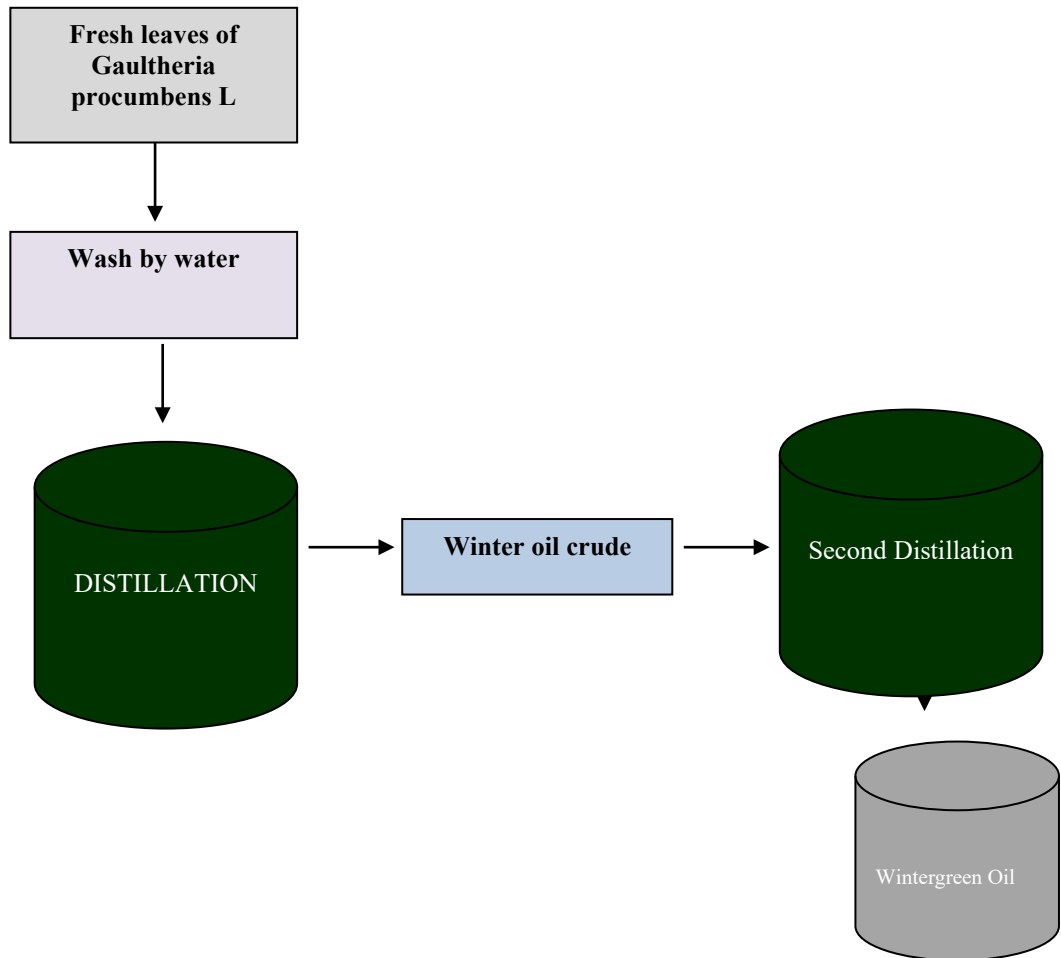 Fresh leaves of
Gaultheria
procumbens L
Wash by water
DISTILLATION
Winter oil crude
Second Distillation
Wintergreen Oil